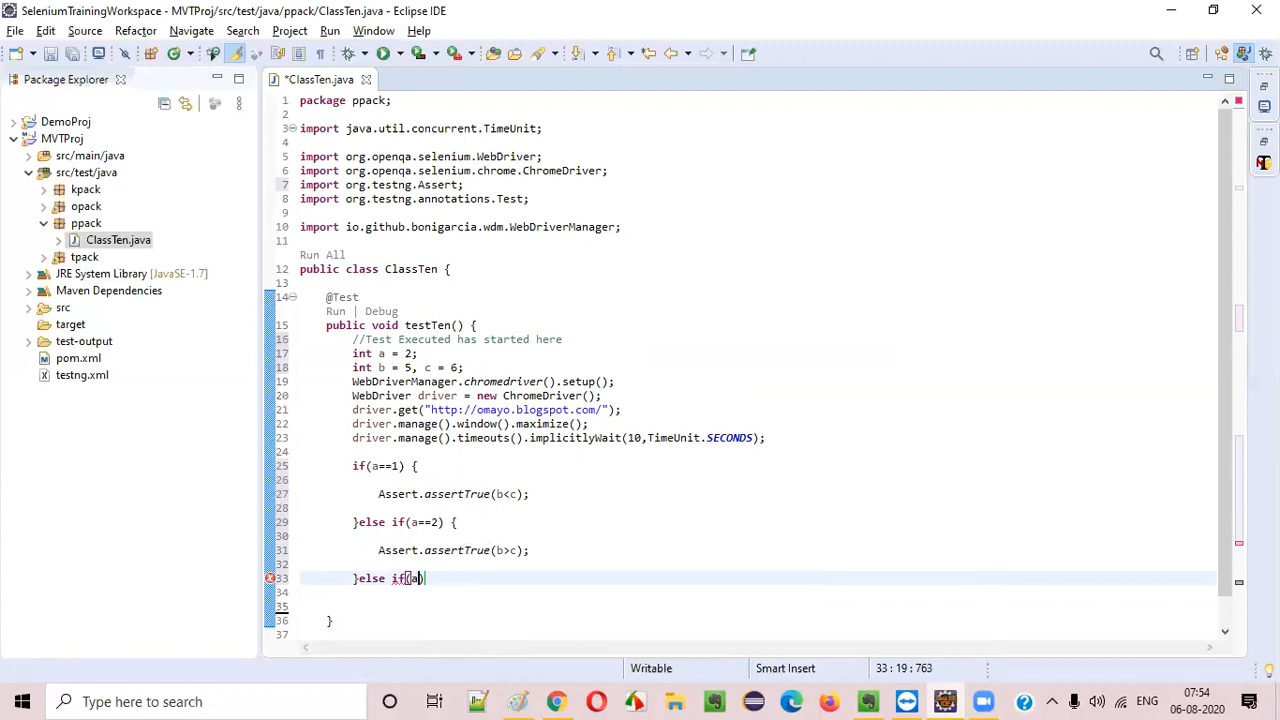 SeleniumTrainingWorkspace - MVTProj/src/test/java/ppack/ClassTen.java - Eclipse IDE
File Edit Source Refactor Navigate Search Project Run Window Help
Package Explorer
DemoProj
MVTProj
src/main/java
src/test/java
kpack
opack
ppack
ClassTen.java
tpack
JRE System Library [JavaSE-1.7]
Maven Dependencies
src
target
test-output
pom.xml
testng.xml
*ClassTen.java
1 package ppack;
2
3 import java.util.concurrent.TimeUnit;
4
5 import org.openqa.selenium.WebDriver;
6 import org.openqa.selenium.chrome.ChromeDriver;
7 import org.testng.Assert;
8 import org.testng.annotations.Test;
9
10 import io.github.bonigarcia.wdm.WebDriverManager;
11
Run All
12 public class ClassTen {
13
14 @Test
Run | Debug
15 public void testTen() {
16 //Test Executed has started here
17 int a = 2;
18 int b = 5, c = 6;
19 WebDriverManager.chromedriver().setup();
20 WebDriver driver = new ChromeDriver();
21 driver.get("http://omayo.blogspot.com/");
22 driver.manage().window().maximize();
23 driver.manage().timeouts().implicitlyWait(10,TimeUnit.SECONDS);
24
25 if(a==1) {
26
27 Assert.assertTrue(b<c);
28
29 }else if(a==2) {
30
31 Assert.assertTrue(b>c);
32
33 }else if(a)
34
35
36 }
37
Writable Smart Insert 33 : 19 : 763
Type here to search
ENG
07:54
06-08-2020